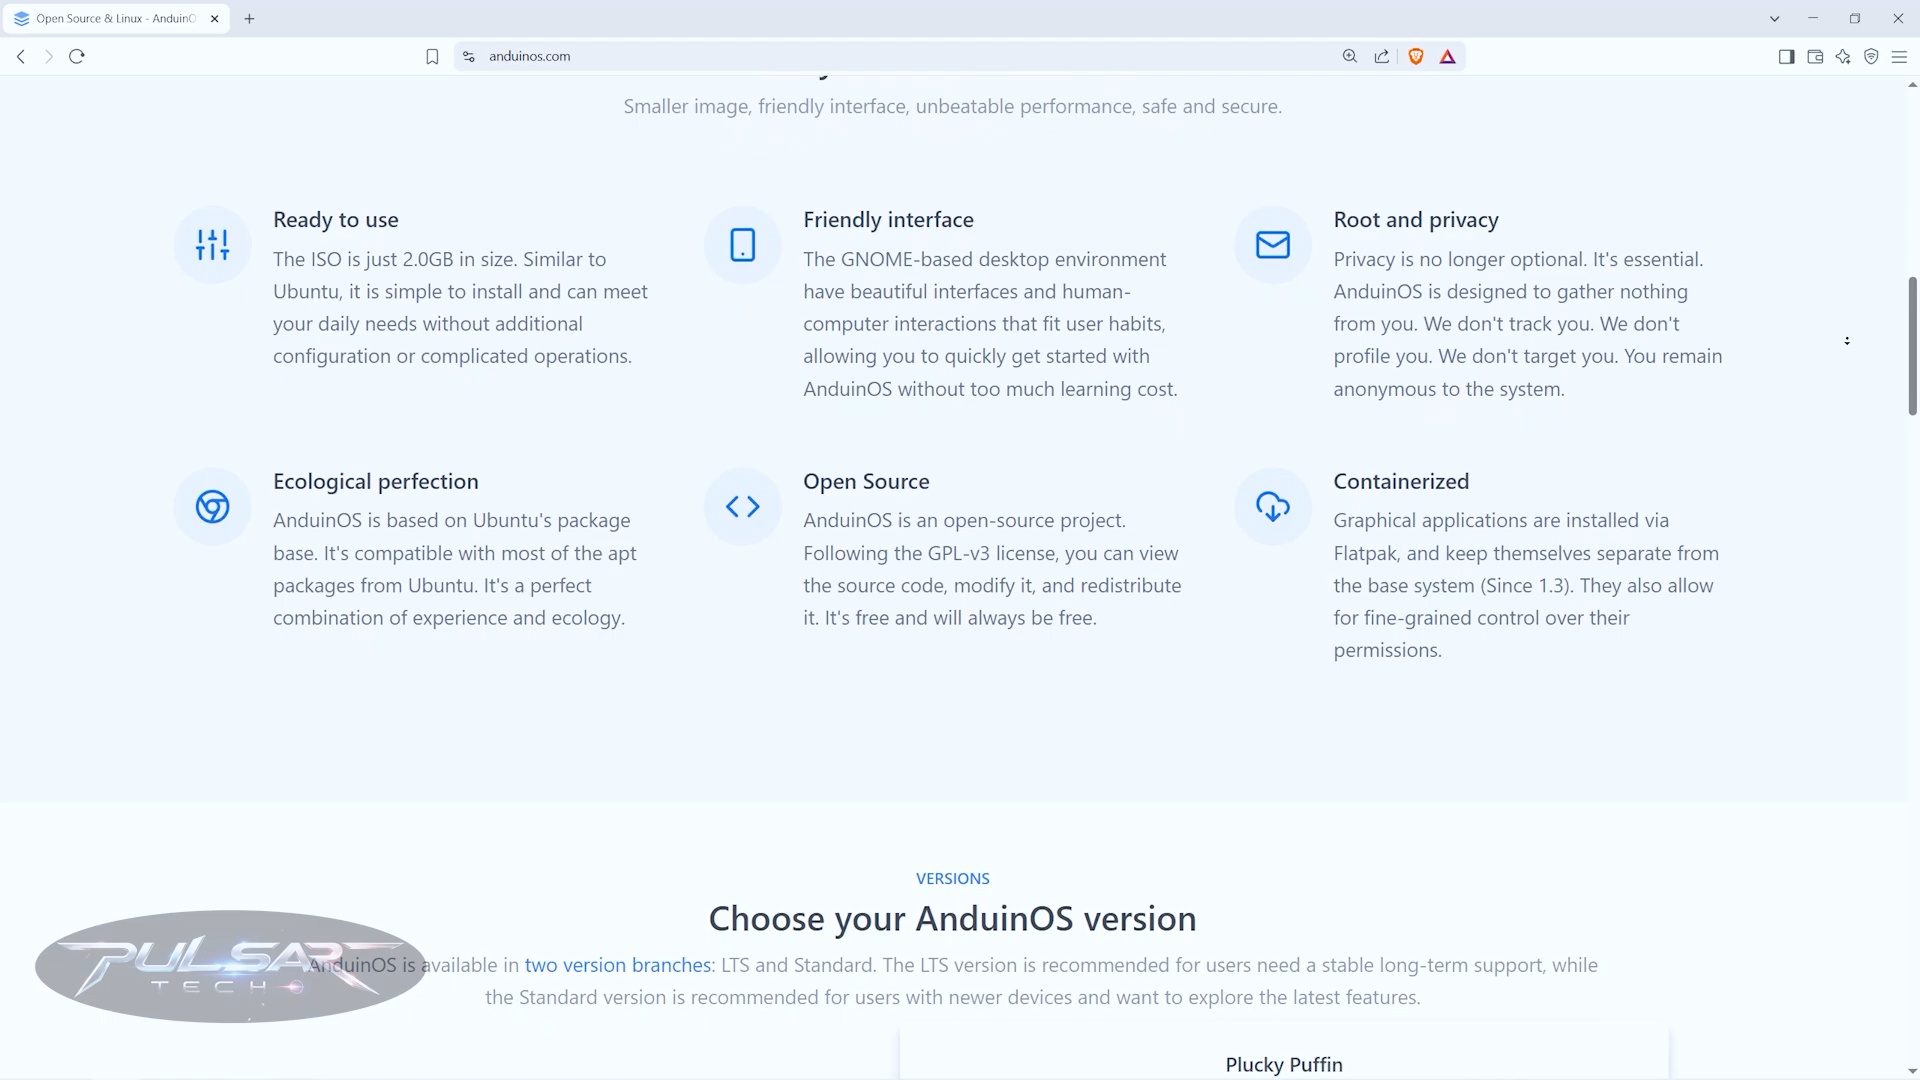 Open Source & Linux - AnduinO
anduinos.com
Smaller image, friendly interface, unbeatable performance, safe and secure.
Ready to use
The ISO is just 2.0GB in size. Similar to
Ubuntu, it is simple to install and can meet
your daily needs without additional
configuration or complicated operations.
Friendly interface
The GNOME-based desktop environment
have beautiful interfaces and human-
computer interactions that fit user habits,
allowing you to quickly get started with
AnduinOS without too much learning cost.
Root and privacy
Privacy is no longer optional. It's essential.
AnduinOS is designed to gather nothing
from you. We don't track you. We don't
profile you. We don't target you. You remain
anonymous to the system.
Ecological perfection
AnduinOS is based on Ubuntu's package
base. It's compatible with most of the apt
packages from Ubuntu. It's a perfect
combination of experience and ecology.
Open Source
AnduinOS is an open-source project.
Following the GPL-v3 license, you can view
the source code, modify it, and redistribute
it. It's free and will always be free.
Containerized
Graphical applications are installed via
Flatpak, and keep themselves separate from
the base system (Since 1.3). They also allow
for fine-grained control over their
permissions.
VERSIONS
Choose your AnduinOS version
AnduinOS is available in two version branches: LTS and Standard. The LTS version is recommended for users need a stable long-term support, while
the Standard version is recommended for users with newer devices and want to explore the latest features.
Plucky Puffin
PULSAR
TECH